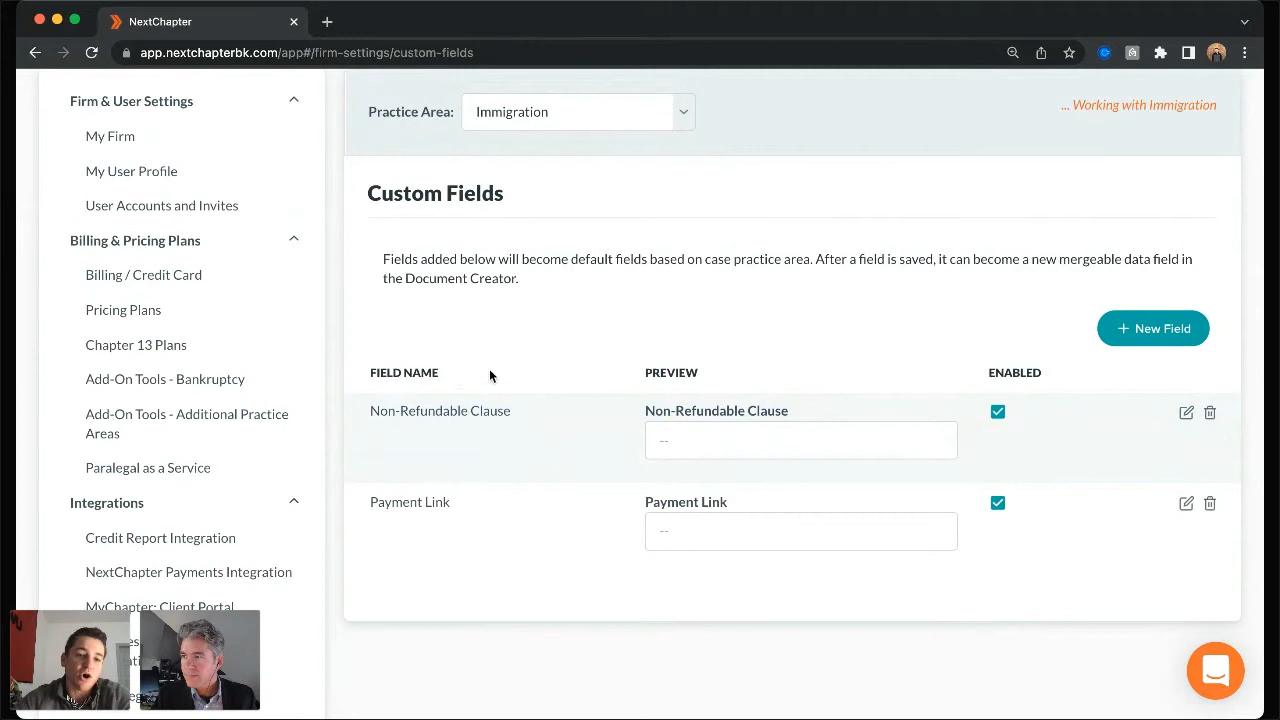 NextChapter
app.nextchapterbk.com/app#/firm-settings/custom-fields
Firm & User Settings
My Firm
My User Profile
User Accounts and Invites
Billing & Pricing Plans
Billing / Credit Card
Pricing Plans
Chapter 13 Plans
Add-On Tools - Bankruptcy
Add-On Tools - Additional Practice
Areas
Paralegal as a Service
Integrations
Credit Report Integration
NextChapter Payments Integration
MyChapter: Client Portal
Practice Area:
Immigration
... Working with Immigration
Custom Fields
Fields added below will become default fields based on case practice area. After a field is saved, it can become a new mergeable data field in
the Document Creator.
+ New Field
FIELD NAME
PREVIEW
ENABLED
Non-Refundable Clause
Non-Refundable Clause
--
Payment Link
Payment Link
--